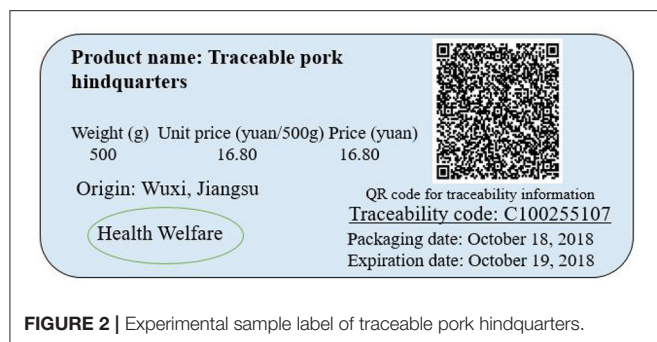 Product name: Traceable pork
hindquarters
Weight (g) Unit price (yuan/500g) Price (yuan)
500 16.80 16.80
Origin: Wuxi, Jiangsu
Health Welfare
QR code for traceability information
Traceability code: C100255107
Packaging date: October 18, 2018
Expiration date: October 19, 2018
FIGURE 2 | Experimental sample label of traceable pork hindquarters.